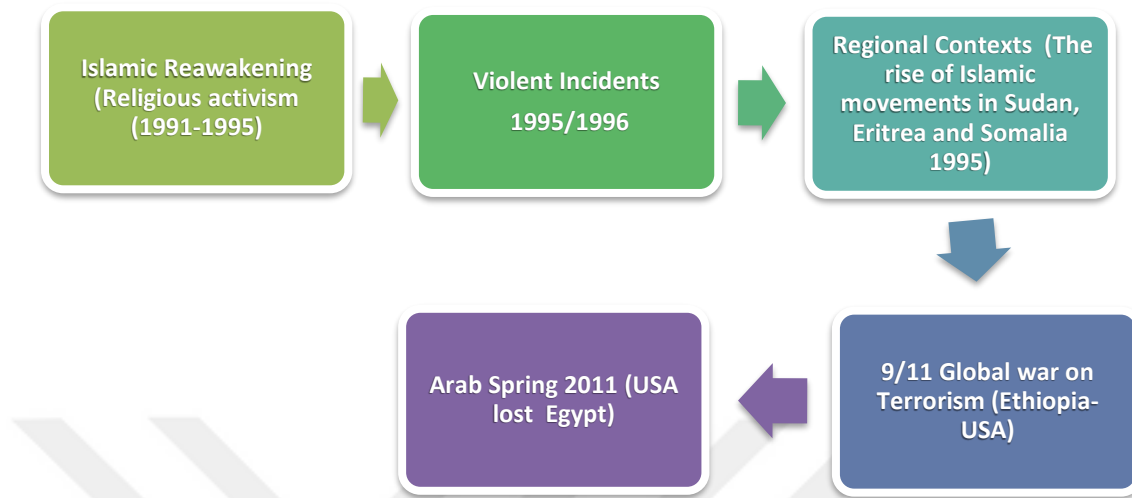 Islamic Reawakening
(Religious activism
(1991-1995)
Violent Incidents
1995/1996
Regional Contexts (The
rise of Islamic
movements in Sudan,
Eritrea and Somalia
1995)
9/11 Global war on
Terrorism (Ethiopia-
USA)
Arab Spring 2011 (USA
lost Egypt)